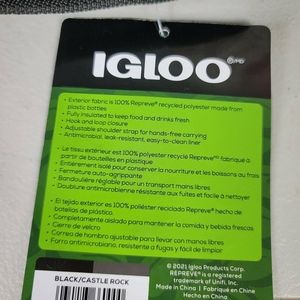 IGLOO®/MD
• Exterior fabric is 100% Repreve® recycled polyester made from
plastic bottles
• Fully insulated to keep food and drinks fresh
• Hook and loop closure
• Adjustable shoulder strap for hands-free carrying
• Antimicrobial, leak-resistant, easy-to-clean liner
• Le tissu extérieur est 100% polyester recyclé Repreve MD fabriqué à
partir de bouteilles en plastique
• Entièrement isolé pour conserver la nourriture et les boissons au frais
• Fermeture auto-agrippante
• Bandoulière réglable pour un transport mains libres
• Doublure antimicrobienne résistante aux fuites et facile à nettoyer
• El tejido exterior es 100% poliéster reciclado Repreve® hecho de
botellas de plástico.
• Completamente aislado para mantener la comida y bebidas frescas
• Cierre de velcro
• Correa de hombro ajustable para llevar con manos libres
• Forro antimicrobiano, resistente a fugas y fácil de limpiar
BLACK/CASTLE ROCK
© 2021 Igloo Products Corp.
REPREVE® is a registered
trademark of Unifi, Inc.
Made in China | Fabriqué en
Chine | Hecho en China